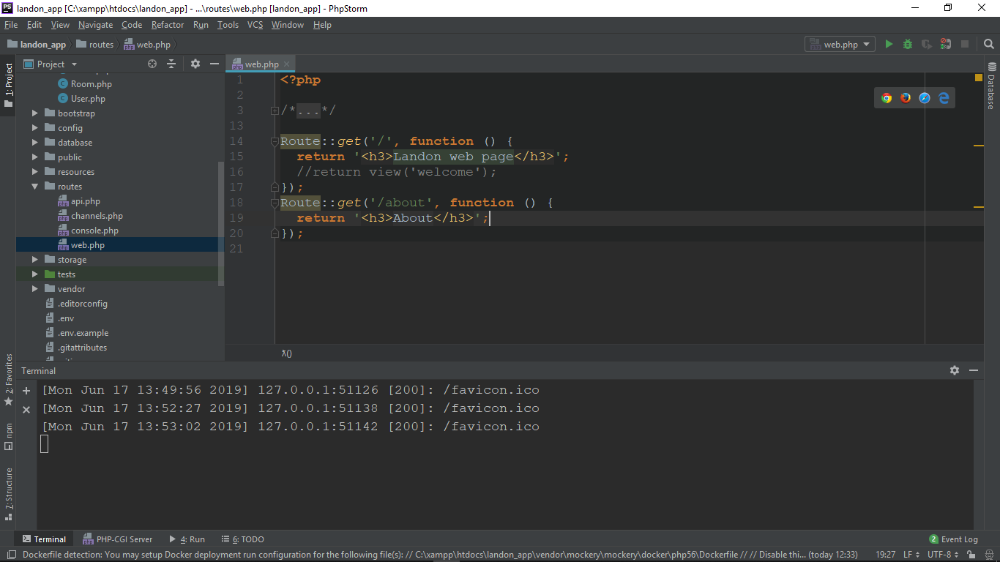 PS landon_app [C:\xampp\htdocs\landon_app] - ...\routes\web.php [landon_app] - PhpStorm
File Edit View Navigate Code Refactor Run Tools VCS Window Help
landon_app routes web.php web.php
1: Project
Project
Room.php
User.php
bootstrap
config
database
public
resources
routes
api.php
channels.php
console.php
web.php
storage
tests
vendor
.editorconfig
.env
.env.example
.gitattributes
web.php
1 <?php
2
3 /*...*/
13
14 Route::get('/', function () {
15 return '<h3>Landon web page</h3>';
16 //return view('welcome');
17 });
18 Route::get('/about', function () {
19 return '<h3>About</h3>';
20 });
21
λ()
Database
2: Favorites
npm
7: Structure
Terminal
[Mon Jun 17 13:49:56 2019] 127.0.0.1:51126 [200]: /favicon.ico
[Mon Jun 17 13:52:27 2019] 127.0.0.1:51138 [200]: /favicon.ico
[Mon Jun 17 13:53:02 2019] 127.0.0.1:51142 [200]: /favicon.ico
Terminal PHP-CGI Server 4: Run 6: TODO 2 Event Log
Dockerfile detection: You may setup Docker deployment run configuration for the following file(s): // C:\xampp\htdocs\landon_app\vendor\mockery\mockery\docker\php56\Dockerfile // // Disable thi... (today 12:33) 19:27 LF UTF-8